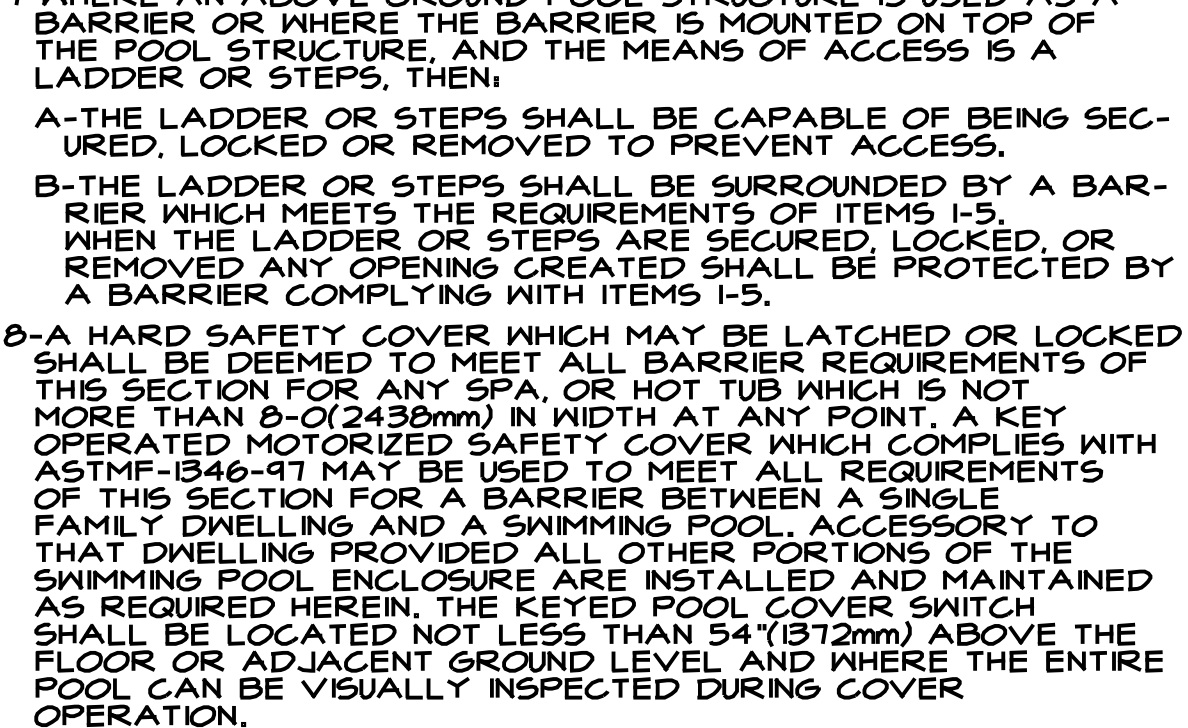 WHERE AN ABOVE GROUND POOL STRUCTURE IS USED AS A
BARRIER OR WHERE THE BARRIER IS MOUNTED ON TOP OF
THE POOL STRUCTURE, AND THE MEANS OF ACCESS IS A
LADDER OR STEPS, THEN:
A-THE LADDER OR STEPS SHALL BE CAPABLE OF BEING SEC-
URED, LOCKED OR REMOVED TO PREVENT ACCESS.
B-THE LADDER OR STEPS SHALL BE SURROUNDED BY A BAR-
RIER WHICH MEETS THE REQUIREMENTS OF ITEMS 1-5.
WHEN THE LADDER OR STEPS ARE SECURED, LOCKED, OR
REMOVED ANY OPENING CREATED SHALL BE PROTECTED BY
A BARRIER COMPLYING WITH ITEMS 1-5.
8-A HARD SAFETY COVER WHICH MAY BE LATCHED OR LOCKED
SHALL BE DEEMED TO MEET ALL BARRIER REQUIREMENTS OF
THIS SECTION FOR ANY SPA, OR HOT TUB WHICH IS NOT
MORE THAN 8-0(2438mm) IN WIDTH AT ANY POINT. A KEY
OPERATED MOTORIZED SAFETY COVER WHICH COMPLIES WITH
ASTMF-1346-97 MAY BE USED TO MEET ALL REQUIREMENTS
OF THIS SECTION FOR A BARRIER BETWEEN A SINGLE
FAMILY DWELLING AND A SWIMMING POOL. ACCESSORY TO
THAT DWELLING PROVIDED ALL OTHER PORTIONS OF THE
SWIMMING POOL ENCLOSURE ARE INSTALLED AND MAINTAINED
AS REQUIRED HEREIN. THE KEYED POOL COVER SWITCH
SHALL BE LOCATED NOT LESS THAN 54"(1372mm) ABOVE THE
FLOOR OR ADJACENT GROUND LEVEL AND WHERE THE ENTIRE
POOL CAN BE VISUALLY INSPECTED DURING COVER
OPERATION.